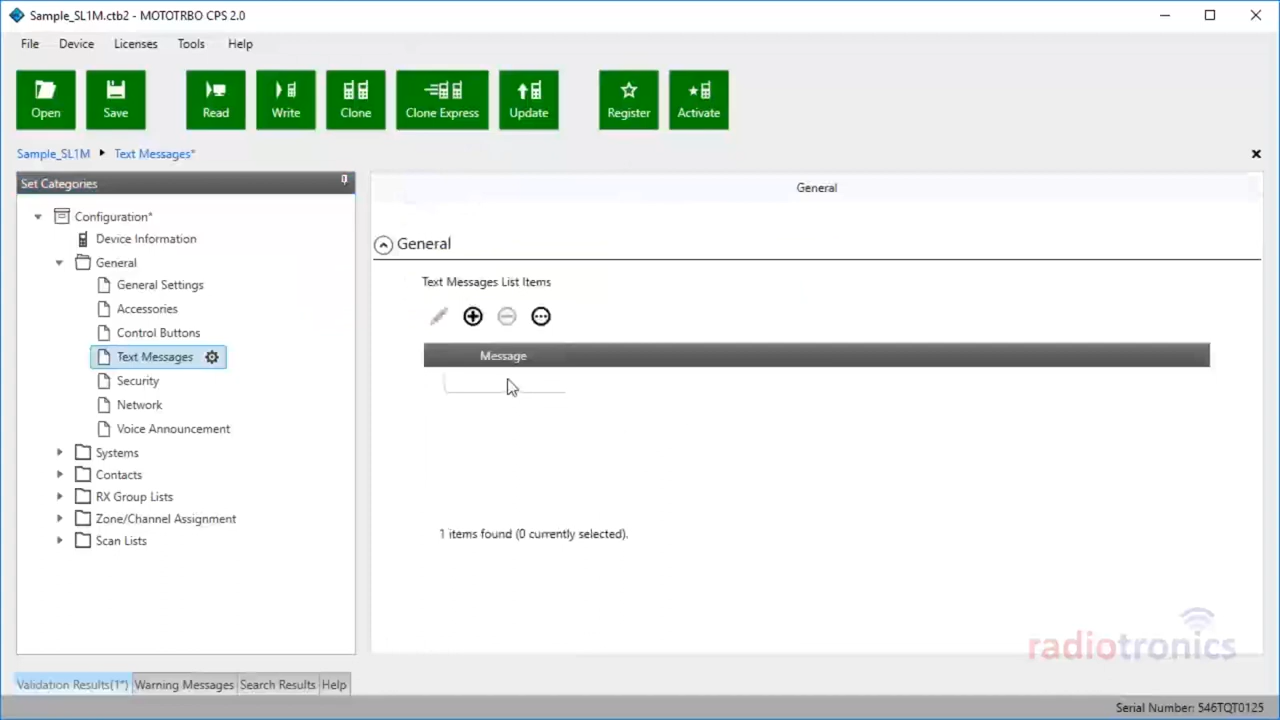 Sample_SL1M.ctb2 - MOTOTRBO CPS 2.0
File Device Licenses Tools Help
Open Save Read Write Clone Clone Express Update Register Activate
Sample_SL1M Text Messages*
Set Categories
General
Configuration*
Device Information
General
General Settings
Accessories
Control Buttons
Text Messages
Security
Network
Voice Announcement
Systems
Contacts
RX Group Lists
Zone/Channel Assignment
Scan Lists
General
Text Messages List Items
Message
1 items found (0 currently selected).
radiotronics
Validation Results(1*) Warning Messages Search Results Help
Serial Number: 546TQT0125